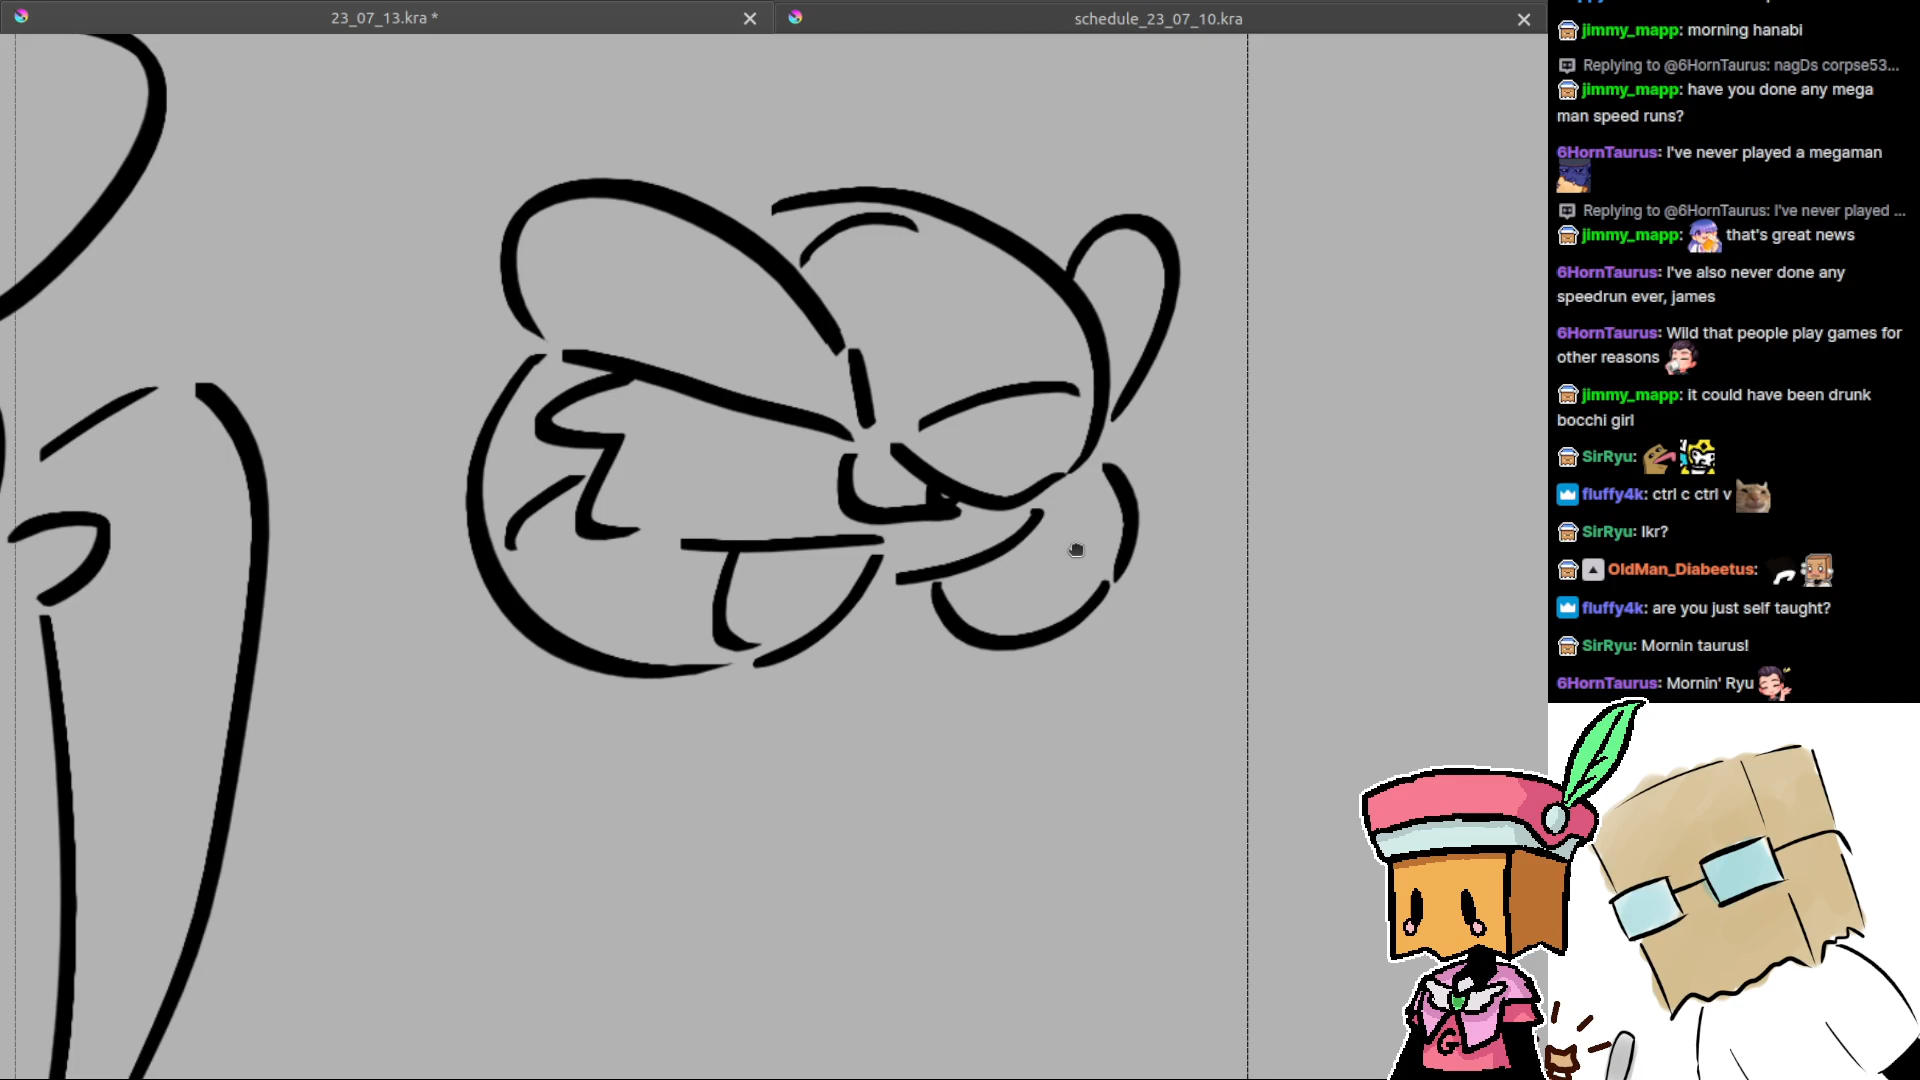 23_07_13.kra *
schedule_23_07_10.kra
jimmy_mapp: morning hanabi
Replying to @6HornTaurus: nagDs corpse53...
jimmy_mapp: have you done any mega
man speed runs?
6HornTaurus: I've never played a megaman
Replying to @6HornTaurus: I've never played ...
jimmy_mapp: that's great news
6HornTaurus: I've also never done any
speedrun ever, james
6HornTaurus: Wild that people play games for
other reasons
jimmy_mapp: it could have been drunk
bocchi girl
SirRyu:
fluffy4k: ctrl c ctrl v
SirRyu: Ikr?
OldMan_Diabeetus:
fluffy4k: are you just self taught?
SirRyu: Mornin taurus!
6HornTaurus: Mornin' Ryu
G